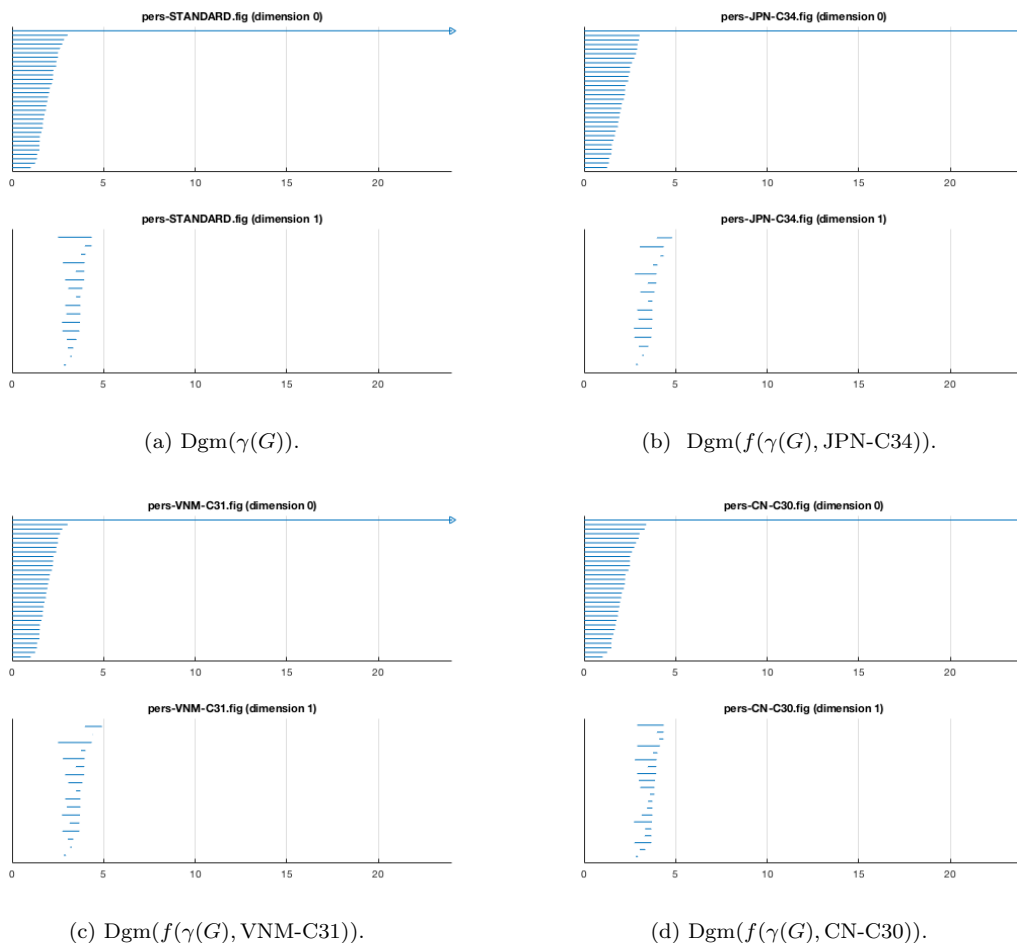 pers-STANDARD.fig (dimension 0)
0 5 10 15 20
pers-STANDARD.fig (dimension 1)
0 5 10 15 20
(a) Dgm(γ(G)).
pers-JPN-C34.fig (dimension 0)
0 5 10 15 20
pers-JPN-C34.fig (dimension 1)
0 5 10 15 20
(b) Dgm(f(γ(G), JPN-C34)).
pers-VNM-C31.fig (dimension 0)
0 5 10 15 20
pers-VNM-C31.fig (dimension 1)
0 5 10 15 20
(c) Dgm(f(γ(G), VNM-C31)).
pers-CN-C30.fig (dimension 0)
0 5 10 15 20
pers-CN-C30.fig (dimension 1)
0 5 10 15 20
(d) Dgm(f(γ(G), CN-C30)).